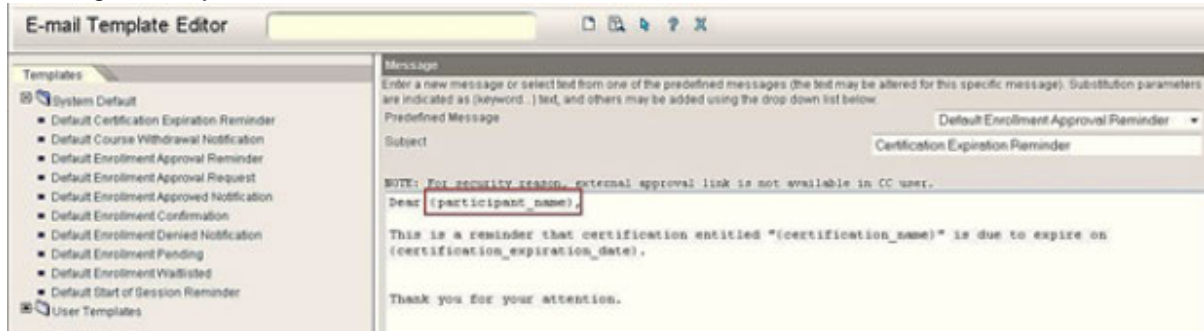 E-mail Template Editor
Templates
System Default
Default Certification Expiration Reminder
Default Course Withdrawal Notification
Default Enrollment Approval Reminder
Default Enrollment Approval Request
Default Enrollment Approved Notification
Default Enrollment Confirmation
Default Enrollment Denied Notification
Default Enrollment Pending
Default Enrollment Waitlisted
Default Start of Session Reminder
User Templates
Message
Enter a new message or select text from one of the predefined messages (the text may be altered for this specific message). Substitution parameters
are indicated as (keyword...) text, and others may be added using the drop down list below.
Predefined Message
Default Enrollment Approval Reminder
Subject
Certification Expiration Reminder
NOTE: For security reason, external approval link is not available in CC user.
Dear (participant_name),
This is a reminder that certification entitled "(certification_name)" is due to expire on
(certification_expiration_date).
Thank you for your attention.